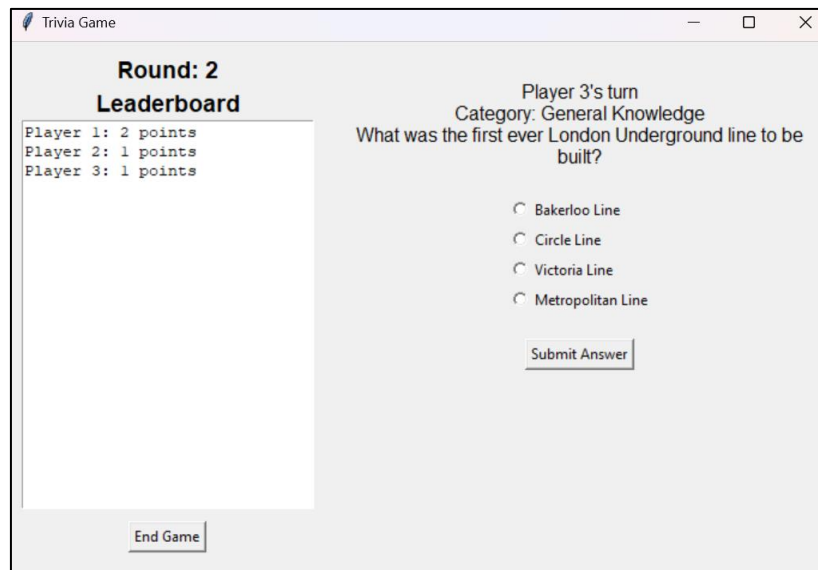 Trivia Game
Round: 2
Leaderboard
Player 1: 2 points
Player 2: 1 points
Player 3: 1 points
End Game
Player 3's turn
Category: General Knowledge
What was the first ever London Underground line to be
built?
Bakerloo Line
Circle Line
Victoria Line
Metropolitan Line
Submit Answer